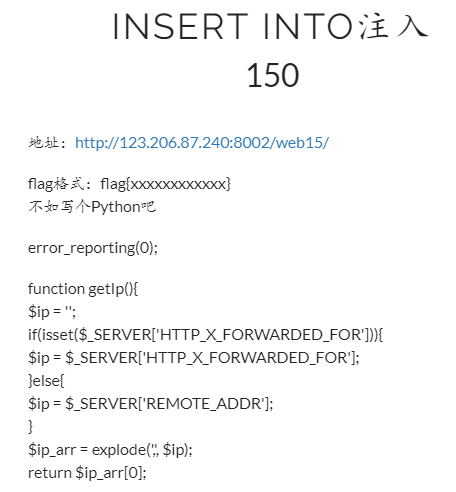 INSERT INTO注入
150
地址：http://123.206.87.240:8002/web15/
flag格式：flag{xxxxxxxxxxxx}
不如写个Python吧
error_reporting(0);
function getIp(){
$ip = '';
if(isset($_SERVER['HTTP_X_FORWARDED_FOR'])){
$ip = $_SERVER['HTTP_X_FORWARDED_FOR'];
}else{
$ip = $_SERVER['REMOTE_ADDR'];
}
$ip_arr = explode(',', $ip);
return $ip_arr[0];